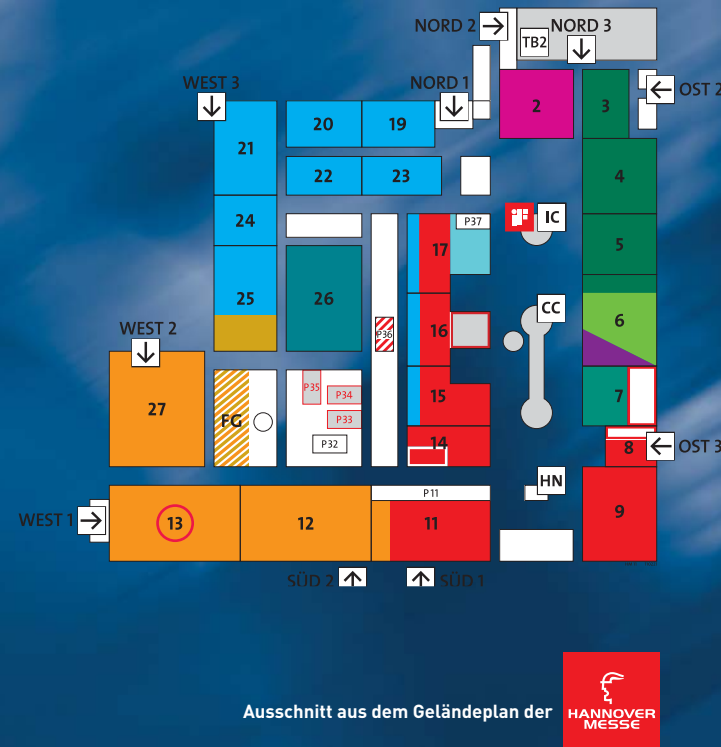 NORD 2
NORD 3
TB2
WEST 3
NORD 1
2
3
OST 2
20
19
21
4
22
23
P37
IC
24
17
5
25
26
CC
16
6
P36
WEST 2
P35
P34
15
7
27
FG
P33
P32
14
8
OST 3
HN
P11
WEST 1
13
12
11
9
SÜD 2
SÜD 1
Ausschnitt aus dem Geländeplan der
HANNOVER
MESSE